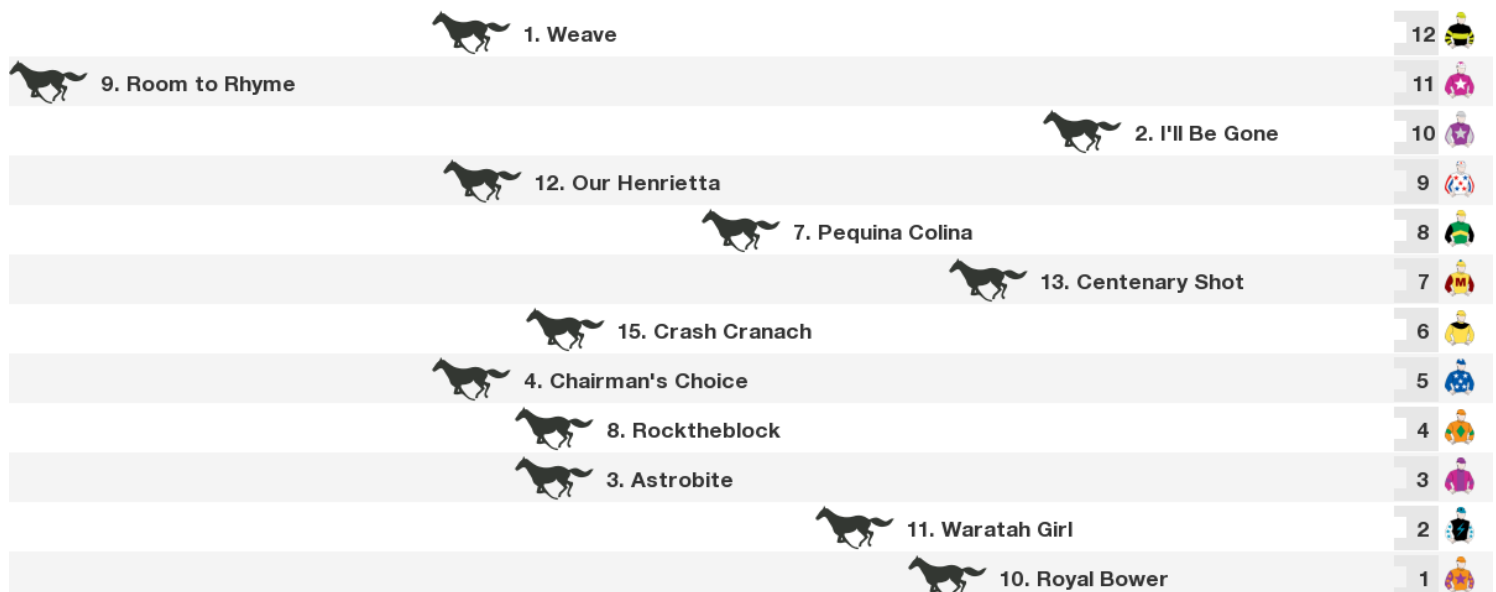 1. Weave 12
9. Room to Rhyme 11
2. I'll Be Gone 10
12. Our Henrietta 9
7. Pequina Colina 8
13. Centenary Shot 7
M
15. Crash Cranach 6
4. Chairman's Choice 5
8. Rocktheblock 4
3. Astrobite 3
11. Waratah Girl 2
10. Royal Bower 1